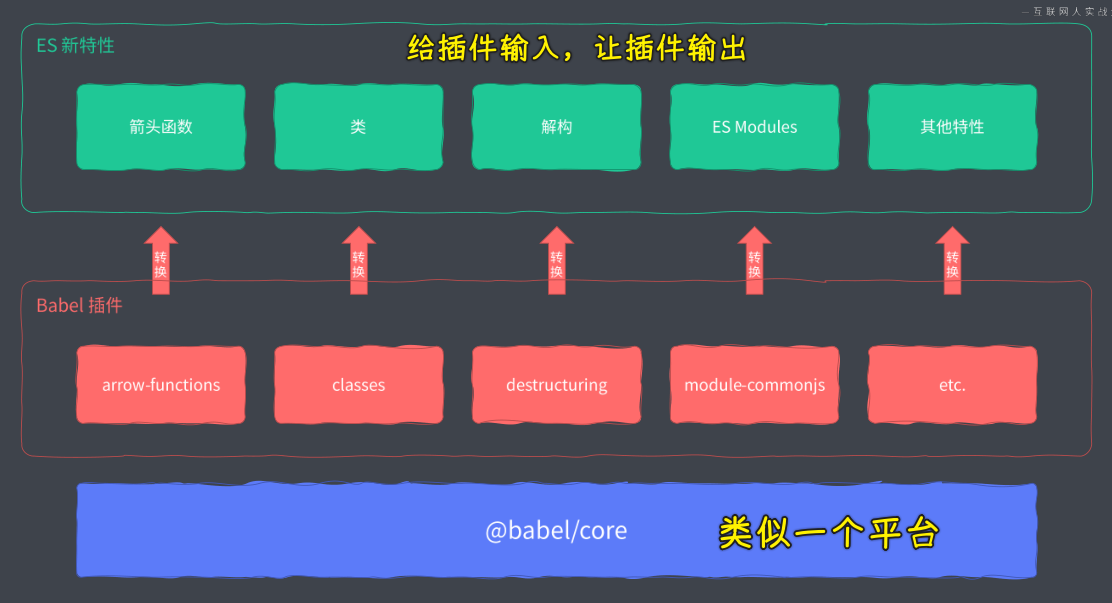 —互联网人实战
ES 新特性
给插件输入，让插件输出
箭头函数
类
解构
ES Modules
其他特性
转换
转换
转换
转换
转换
Babel 插件
arrow-functions
classes
destructuring
module-commonjs
etc.
@babel/core
类似一个平台